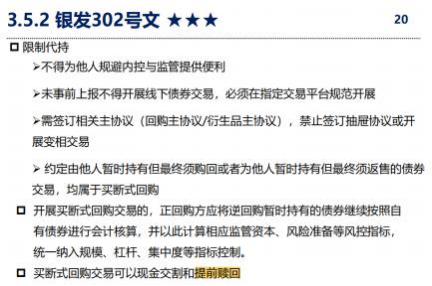 3.5.2 银发302号文 ★★★ 20
限制代持
不得为他人规避内控与监管提供便利
未事前上报不得开展线下债券交易，必须在指定交易平台规范开展
需签订相关主协议（回购主协议/衍生品主协议），禁止签订抽屉协议或开
展变相交易
约定由他人暂时持有但最终须购回或者为他人暂时持有但最终须返售的债券
交易，均属于买断式回购
开展买断式回购交易的，正回购方应将逆回购暂时持有的债券继续按照自
有债券进行会计核算，并以此计算相应监管资本、风险准备等风控指标，
统一纳入规模、杠杆、集中度等指标控制。
买断式回购交易可以现金交割和提前赎回